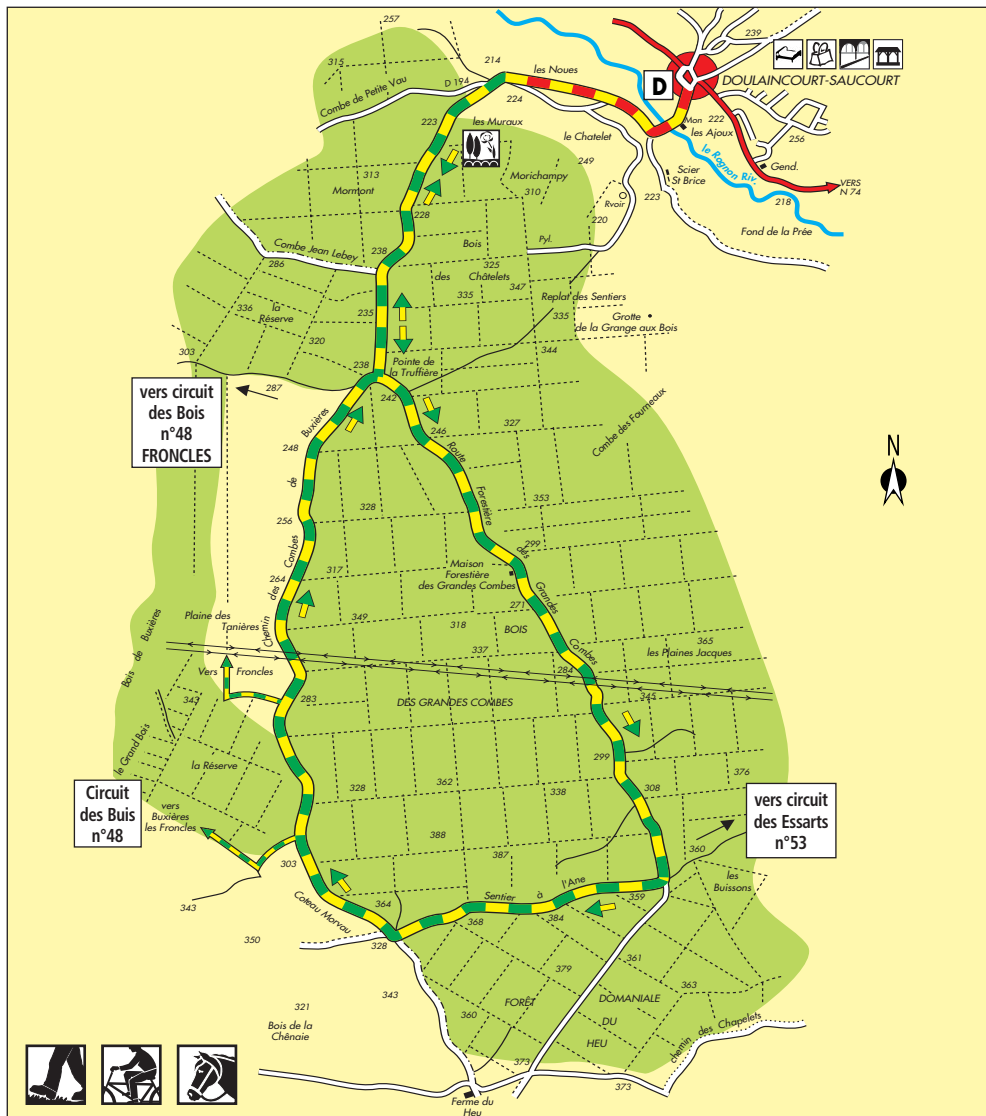 257
239
315
214
les Noues
D
DOULAINCOURT-SAUCOURT
D 194
Combe de Petite Vau
224
223
les Muraux
le Chatelet
Mon
222
les Ajoux
256
le Rognon Riv.
Gend.
249
Scier
St Brice
VERS
N 74
313
Mormont
Morichampy
310
Rvoir
223
218
220
228
Fond de la Prée
Combe Jean Lebey
238
Bois
Pyl.
286
des
Châtelets
325
347
336
la
Réserve
235
335
Replat des Sentiers
335
Grotte
de la Grange aux Bois
320
303
344
238
Pointe de
la Truffière
287
242
vers circuit
des Bois
n°48
FRONCLES
246
327
Combe des Fourneaux
N
248
Chemin des Combes de Buxières
Route Forestière des Grandes Combes
328
353
256
299
264
317
Maison
Forestière
des Grandes Combes
271
349
318
BOIS
Plaine des
Tanières
365
les Plaines Jacques
337
Bois de Buxières
Vers Froncles
284
343
283
DES GRANDES COMBES
345
le Grand Bois
la Réserve
299
376
362
328
338
308
Circuit
des Buis
n°48
vers
Buxières
les Froncles
vers circuit
des Essarts
n°53
388
387
360
303
les
Buissons
Sentier à l'Ane
364
359
343
Coteau Morvau
368
384
350
328
361
379
343
363
321
FORÊT
DOMANIALE
360
DU
HEU
Bois de la
Chênaie
chemin des Chapelets
373
373
Ferme du
Heu